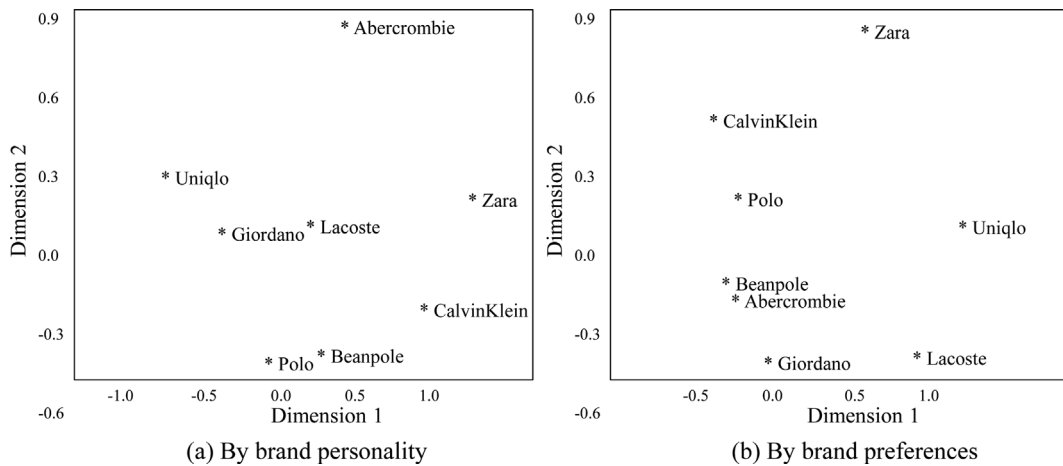 0.9
0.6
0.3
0.0
-0.3
-0.6
Dimension 2
* Abercrombie
* Uniqlo
* Zara
* Lacoste
* Giordano
* CalvinKlein
* Beanpole
* Polo
-1.0 -0.5 0.0 0.5 1.0
Dimension 1
(a) By brand personality
0.9
0.6
0.3
0.0
-0.3
-0.6
Dimension 2
* Zara
* CalvinKlein
* Polo
* Uniqlo
* Beanpole
* Abercrombie
* Giordano
* Lacoste
-0.5 0.0 0.5 1.0
Dimension 1
(b) By brand preferences